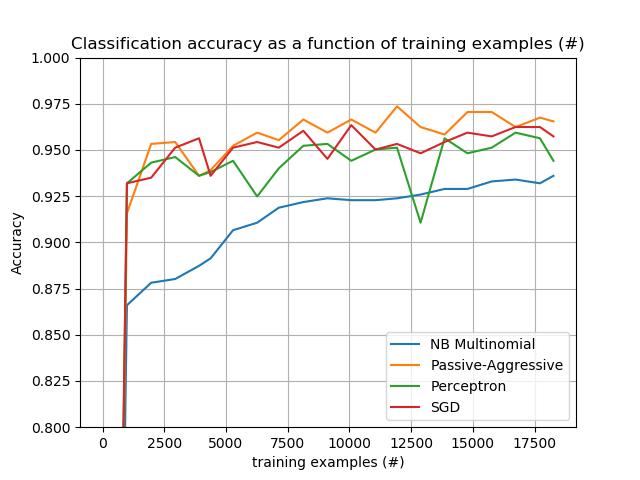 Classification accuracy as a function of training examples (#)
1.000
0.975
0.950
0.925
0.900
0.875
0.850
0.825
0.800
Accuracy
NB Multinomial
Passive-Aggressive
Perceptron
SGD
0 2500 5000 7500 10000 12500 15000 17500
training examples (#)